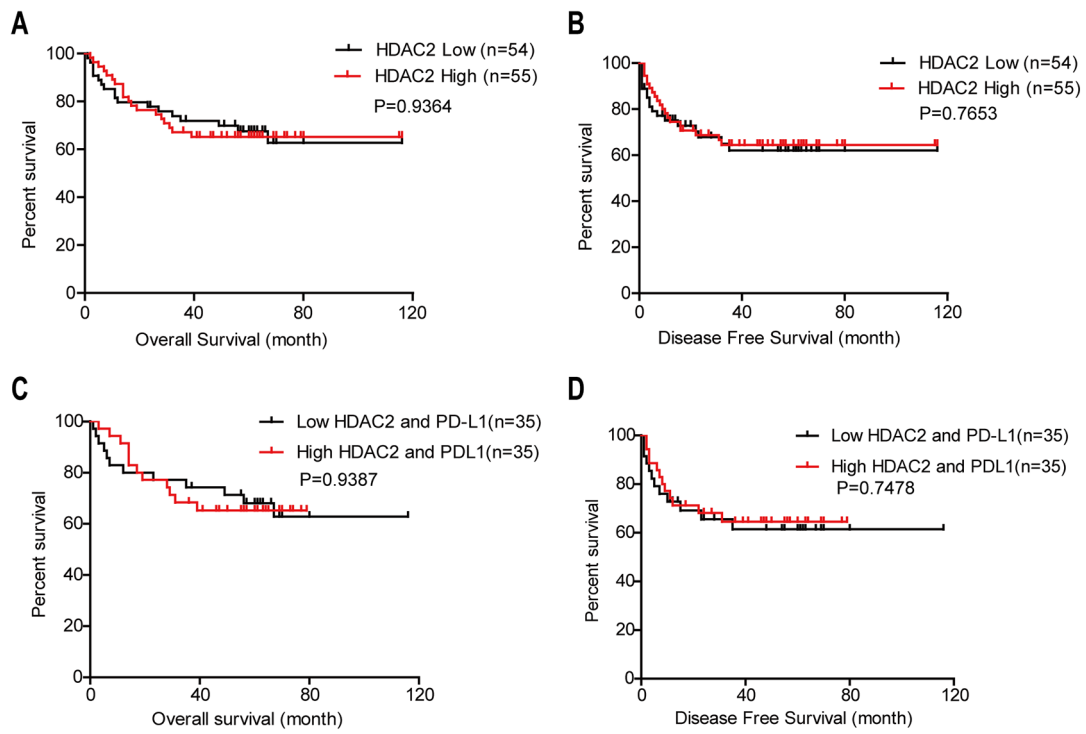 A
HDAC2 Low (n=54)
HDAC2 High (n=55)
P=0.9364
Percent survival
100
80
60
40
20
0
0 40 80 120
Overall Survival (month)
B
HDAC2 Low (n=54)
HDAC2 High (n=55)
P=0.7653
Percent survival
100
80
60
40
20
0
0 40 80 120
Disease Free Survival (month)
C
Low HDAC2 and PD-L1(n=35)
High HDAC2 and PDL1(n=35)
P=0.9387
Percent survival
100
80
60
40
20
0
0 40 80 120
Overall survival (month)
D
Low HDAC2 and PD-L1(n=35)
High HDAC2 and PDL1(n=35)
P=0.7478
Percent survival
100
80
60
40
20
0
0 40 80 120
Disease Free Survival (month)